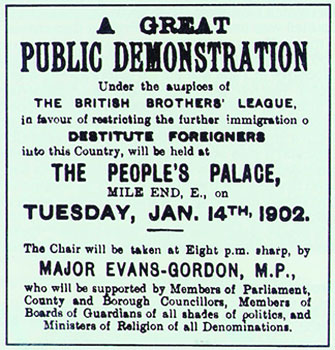 A GREAT
PUBLIC DEMONSTRATION
Under the auspices of
THE BRITISH BROTHERS' LEAGUE,
in favour of restricting the further immigration o
DESTITUTE FOREIGNERS
into this Country, will be held at
THE PEOPLE'S PALACE,
MILE END, E., on
TUESDAY, JAN. 14TH, 1902.
The Chair will be taken at Eight p.m. sharp, by
MAJOR EVANS-GORDON, M.P.,
who will be supported by Members of Parliament,
County and Borough Councillors, Members of
Boards of Guardians of all shades of politics, and
Ministers of Religion of all Denominations.